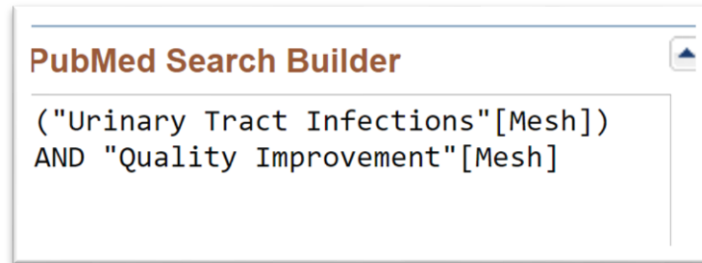 PubMed Search Builder
("Urinary Tract Infections"[Mesh])
AND "Quality Improvement"[Mesh]